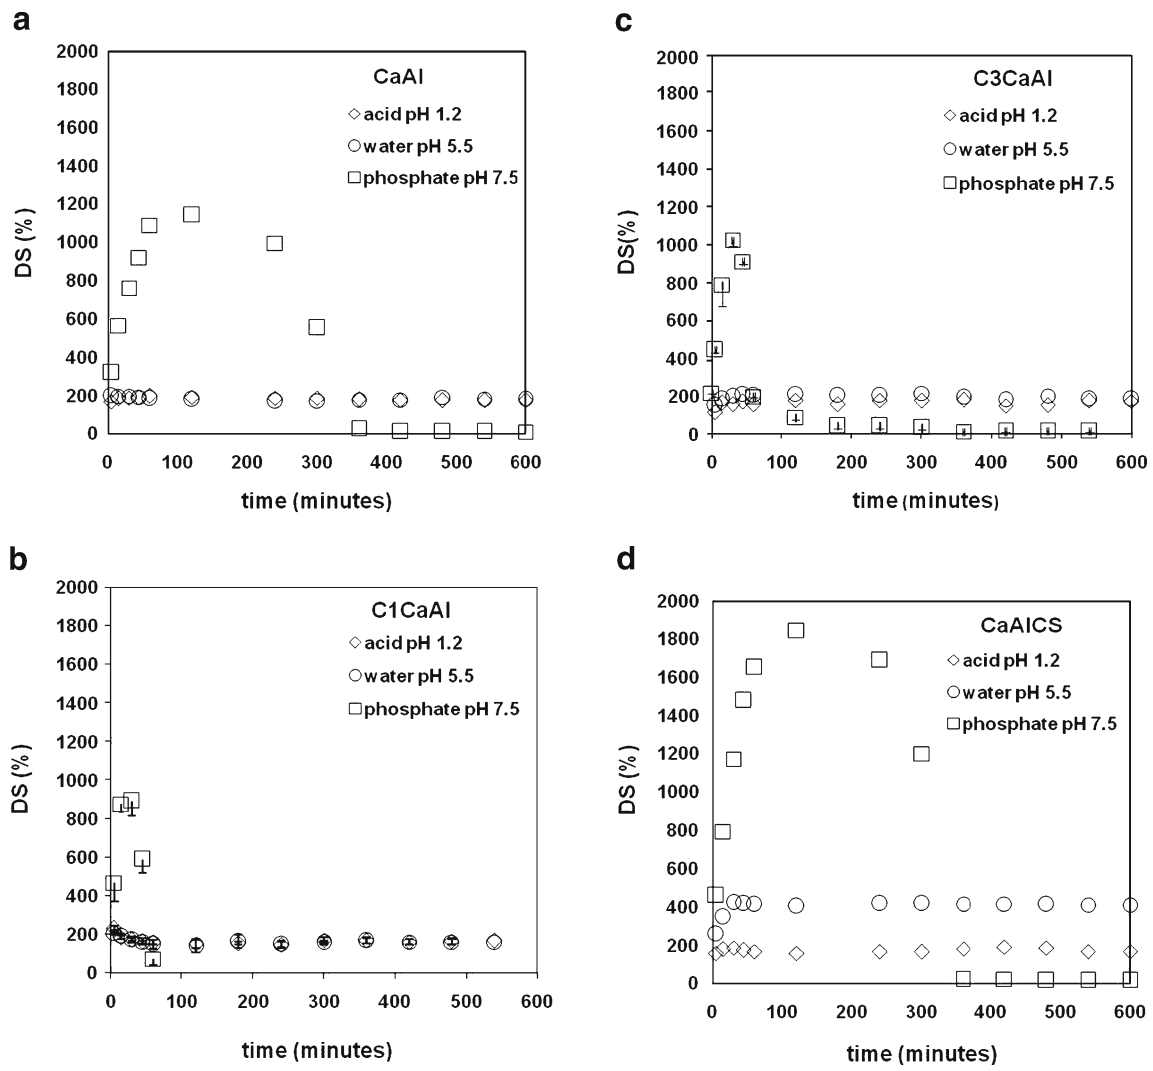 a
2000
CaAl
1800
acid pH 1.2
1600
water pH 5.5
1400
phosphate pH 7.5
1200
1000
800
600
400
200
0
DS (%)
0 100 200 300 400 500 600
time (minutes)
c
2000
C3CaAl
1800
acid pH 1.2
1600
water pH 5.5
1400
phosphate pH 7.5
1200
1000
800
600
400
200
0
DS(%)
0 100 200 300 400 500 600
time (minutes)
b
2000
C1CaAl
1800
acid pH 1.2
1600
water pH 5.5
1400
phosphate pH 7.5
1200
1000
800
600
400
200
0
DS (%)
0 100 200 300 400 500 600
time (minutes)
d
2000
CaAlCS
1800
acid pH 1.2
1600
water pH 5.5
1400
phosphate pH 7.5
1200
1000
800
600
400
200
0
DS (%)
0 100 200 300 400 500 600
time (minutes)